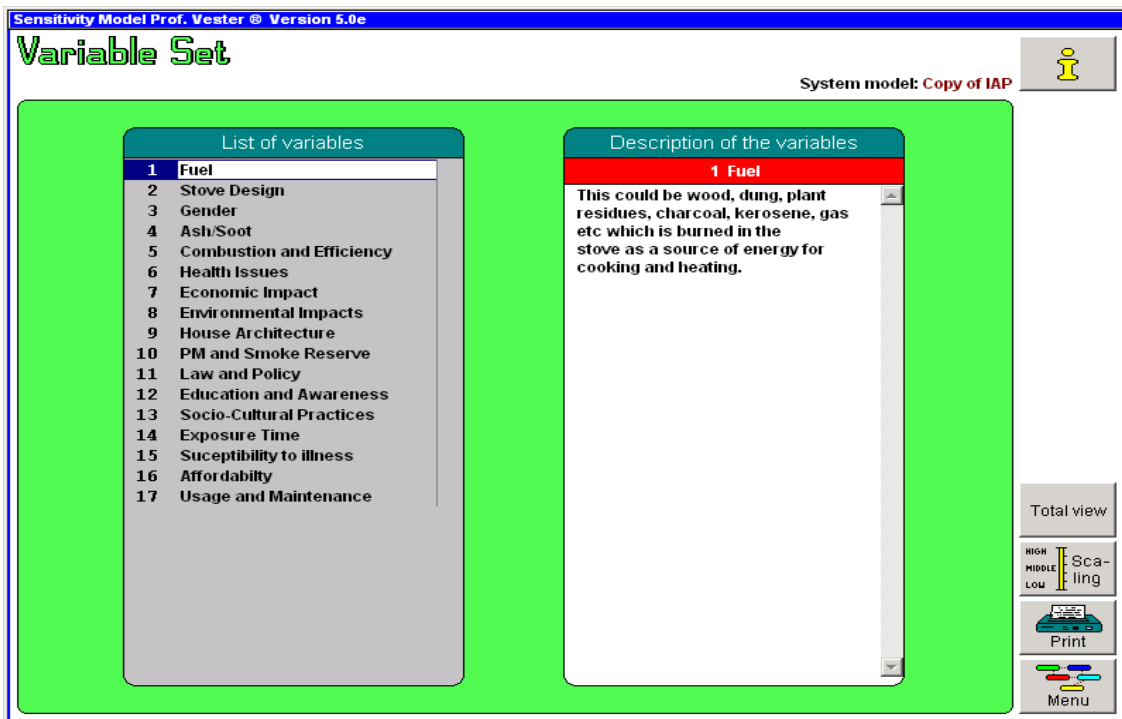 Sensitivity Model Prof. Vester ® Version 5.0e
Variable Set
System model: Copy of IAP
List of variables
1 Fuel
2 Stove Design
3 Gender
4 Ash/Soot
5 Combustion and Efficiency
6 Health Issues
7 Economic Impact
8 Environmental Impacts
9 House Architecture
10 PM and Smoke Reserve
11 Law and Policy
12 Education and Awareness
13 Socio-Cultural Practices
14 Exposure Time
15 Suceptibility to illness
16 Affordabilty
17 Usage and Maintenance
Description of the variables
1 Fuel
This could be wood, dung, plant
residues, charcoal, kerosene, gas
etc which is burned in the
stove as a source of energy for
cooking and heating.
Total view
HIGH
MIDDLE
LOW
Sca-
ling
Print
Menu